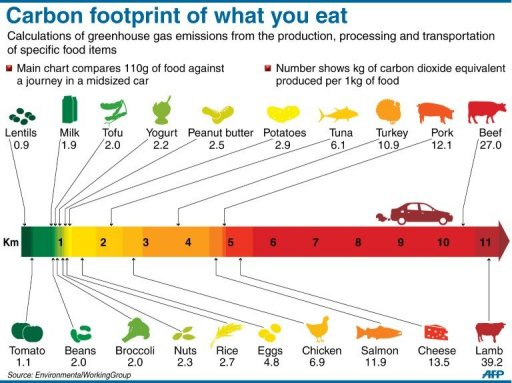 Carbon footprint of what you eat
Calculations of greenhouse gas emissions from the production, processing and transportation
of specific food items
Main chart compares 110g of food against
a journey in a midsized car
Number shows kg of carbon dioxide equivalent
produced per 1kg of food
Lentils Milk Tofu Yogurt Peanut butter Potatoes Tuna Turkey Pork Beef
0.9 1.9 2.0 2.2 2.5 2.9 6.1 10.9 12.1 27.0
Km 1 2 3 4 5 6 7 8 9 10 11
Tomato Beans Broccoli Nuts Rice Eggs Chicken Salmon Cheese Lamb
1.1 2.0 2.0 2.3 2.7 4.8 6.9 11.9 13.5 39.2
Source: EnvironmentalWorkingGroup AFP